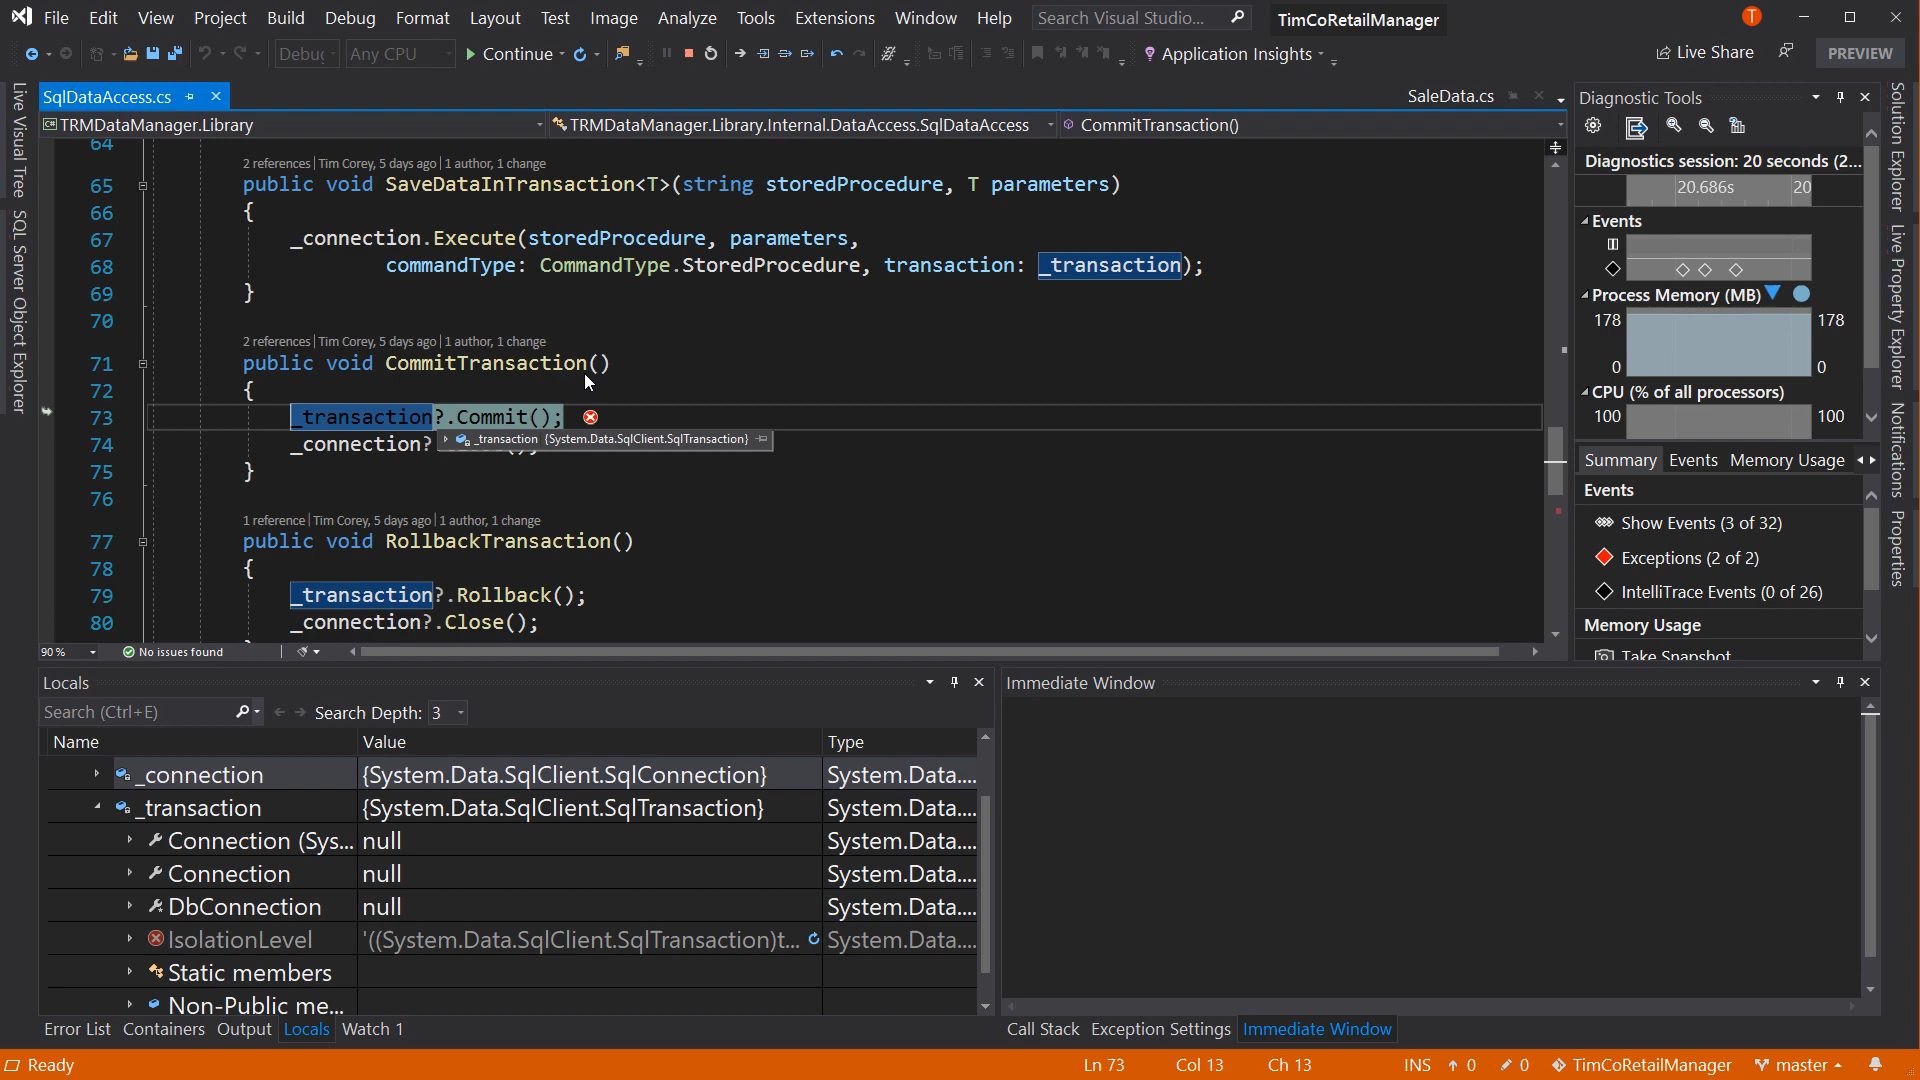 File Edit View Project Build Debug Format Layout Test Image Analyze Tools Extensions Window Help Search Visual Studio... TimCoRetailManager T
Debug Any CPU Continue Application Insights Live Share PREVIEW
SqlDataAccess.cs SaleData.cs
TRMDataManager.Library TRMDataManager.Library.Internal.DataAccess.SqlDataAccess CommitTransaction()
64
2 references | Tim Corey, 5 days ago | 1 author, 1 change
65 public void SaveDataInTransaction<T>(string storedProcedure, T parameters)
66 {
67 _connection.Execute(storedProcedure, parameters,
68 commandType: CommandType.StoredProcedure, transaction: _transaction);
69 }
70
2 references | Tim Corey, 5 days ago | 1 author, 1 change
71 public void CommitTransaction()
72 {
73 _transaction?.Commit();
74 _connection?
_transaction {System.Data.SqlClient.SqlTransaction}
75 }
76
1 reference | Tim Corey, 5 days ago | 1 author, 1 change
77 public void RollbackTransaction()
78 {
79 _transaction?.Rollback();
80 _connection?.Close();
90 % No issues found
Live Visual Tree
SQL Server Object Explorer
Diagnostic Tools
Diagnostics session: 20 seconds (2...
20.686s 20
Events
Process Memory (MB)
178 178
0 0
CPU (% of all processors)
100 100
Summary Events Memory Usage
Events
Show Events (3 of 32)
Exceptions (2 of 2)
IntelliTrace Events (0 of 26)
Memory Usage
Take Snapshot
Solution Explorer
Live Property Explorer
Notifications
Properties
Locals
Search (Ctrl+E) Search Depth: 3
Name Value Type
_connection {System.Data.SqlClient.SqlConnection} System.Data....
_transaction {System.Data.SqlClient.SqlTransaction} System.Data....
Connection (Sys... null System.Data....
Connection null System.Data....
DbConnection null System.Data....
IsolationLevel '((System.Data.SqlClient.SqlTransaction)t... System.Data....
Static members
Non-Public me...
Error List Containers Output Locals Watch 1
Immediate Window
Call Stack Exception Settings Immediate Window
Ready Ln 73 Col 13 Ch 13 INS 0 0 TimCoRetailManager master